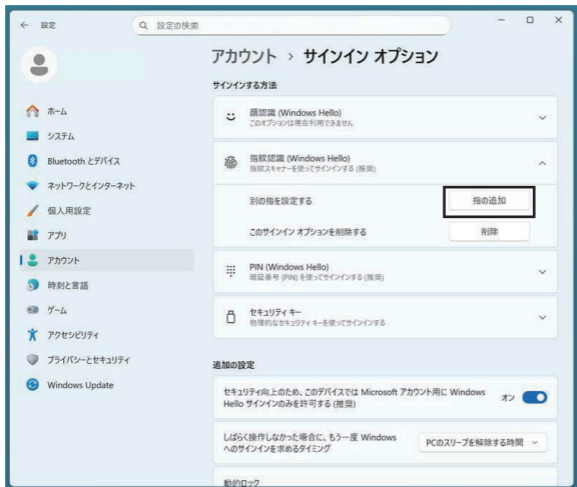 ← 設定
設定の検索
アカウント › サインイン オプション
サインインする方法
ホーム
システム
Bluetooth とデバイス
ネットワークとインターネット
個人用設定
アプリ
アカウント
時刻と言語
ゲーム
アクセシビリティ
プライバシーとセキュリティ
Windows Update
顔認識 (Windows Hello)
このオプションは現在利用できません
指紋認識 (Windows Hello)
指紋スキャナーを使ってサインインする (推奨)
別の指を設定する
指の追加
このサインイン オプションを削除する
削除
PIN (Windows Hello)
暗証番号 (PIN) を使ってサインインする (推奨)
セキュリティ キー
物理的なセキュリティ キーを使ってサインインする
追加の設定
セキュリティ向上のため、このデバイスでは Microsoft アカウント用に Windows
Hello サインインのみを許可する (推奨)
オン
しばらく操作しなかった場合に、もう一度 Windows
へのサインインを求めるタイミング
PCのスリープを解除する時間
動的ロック